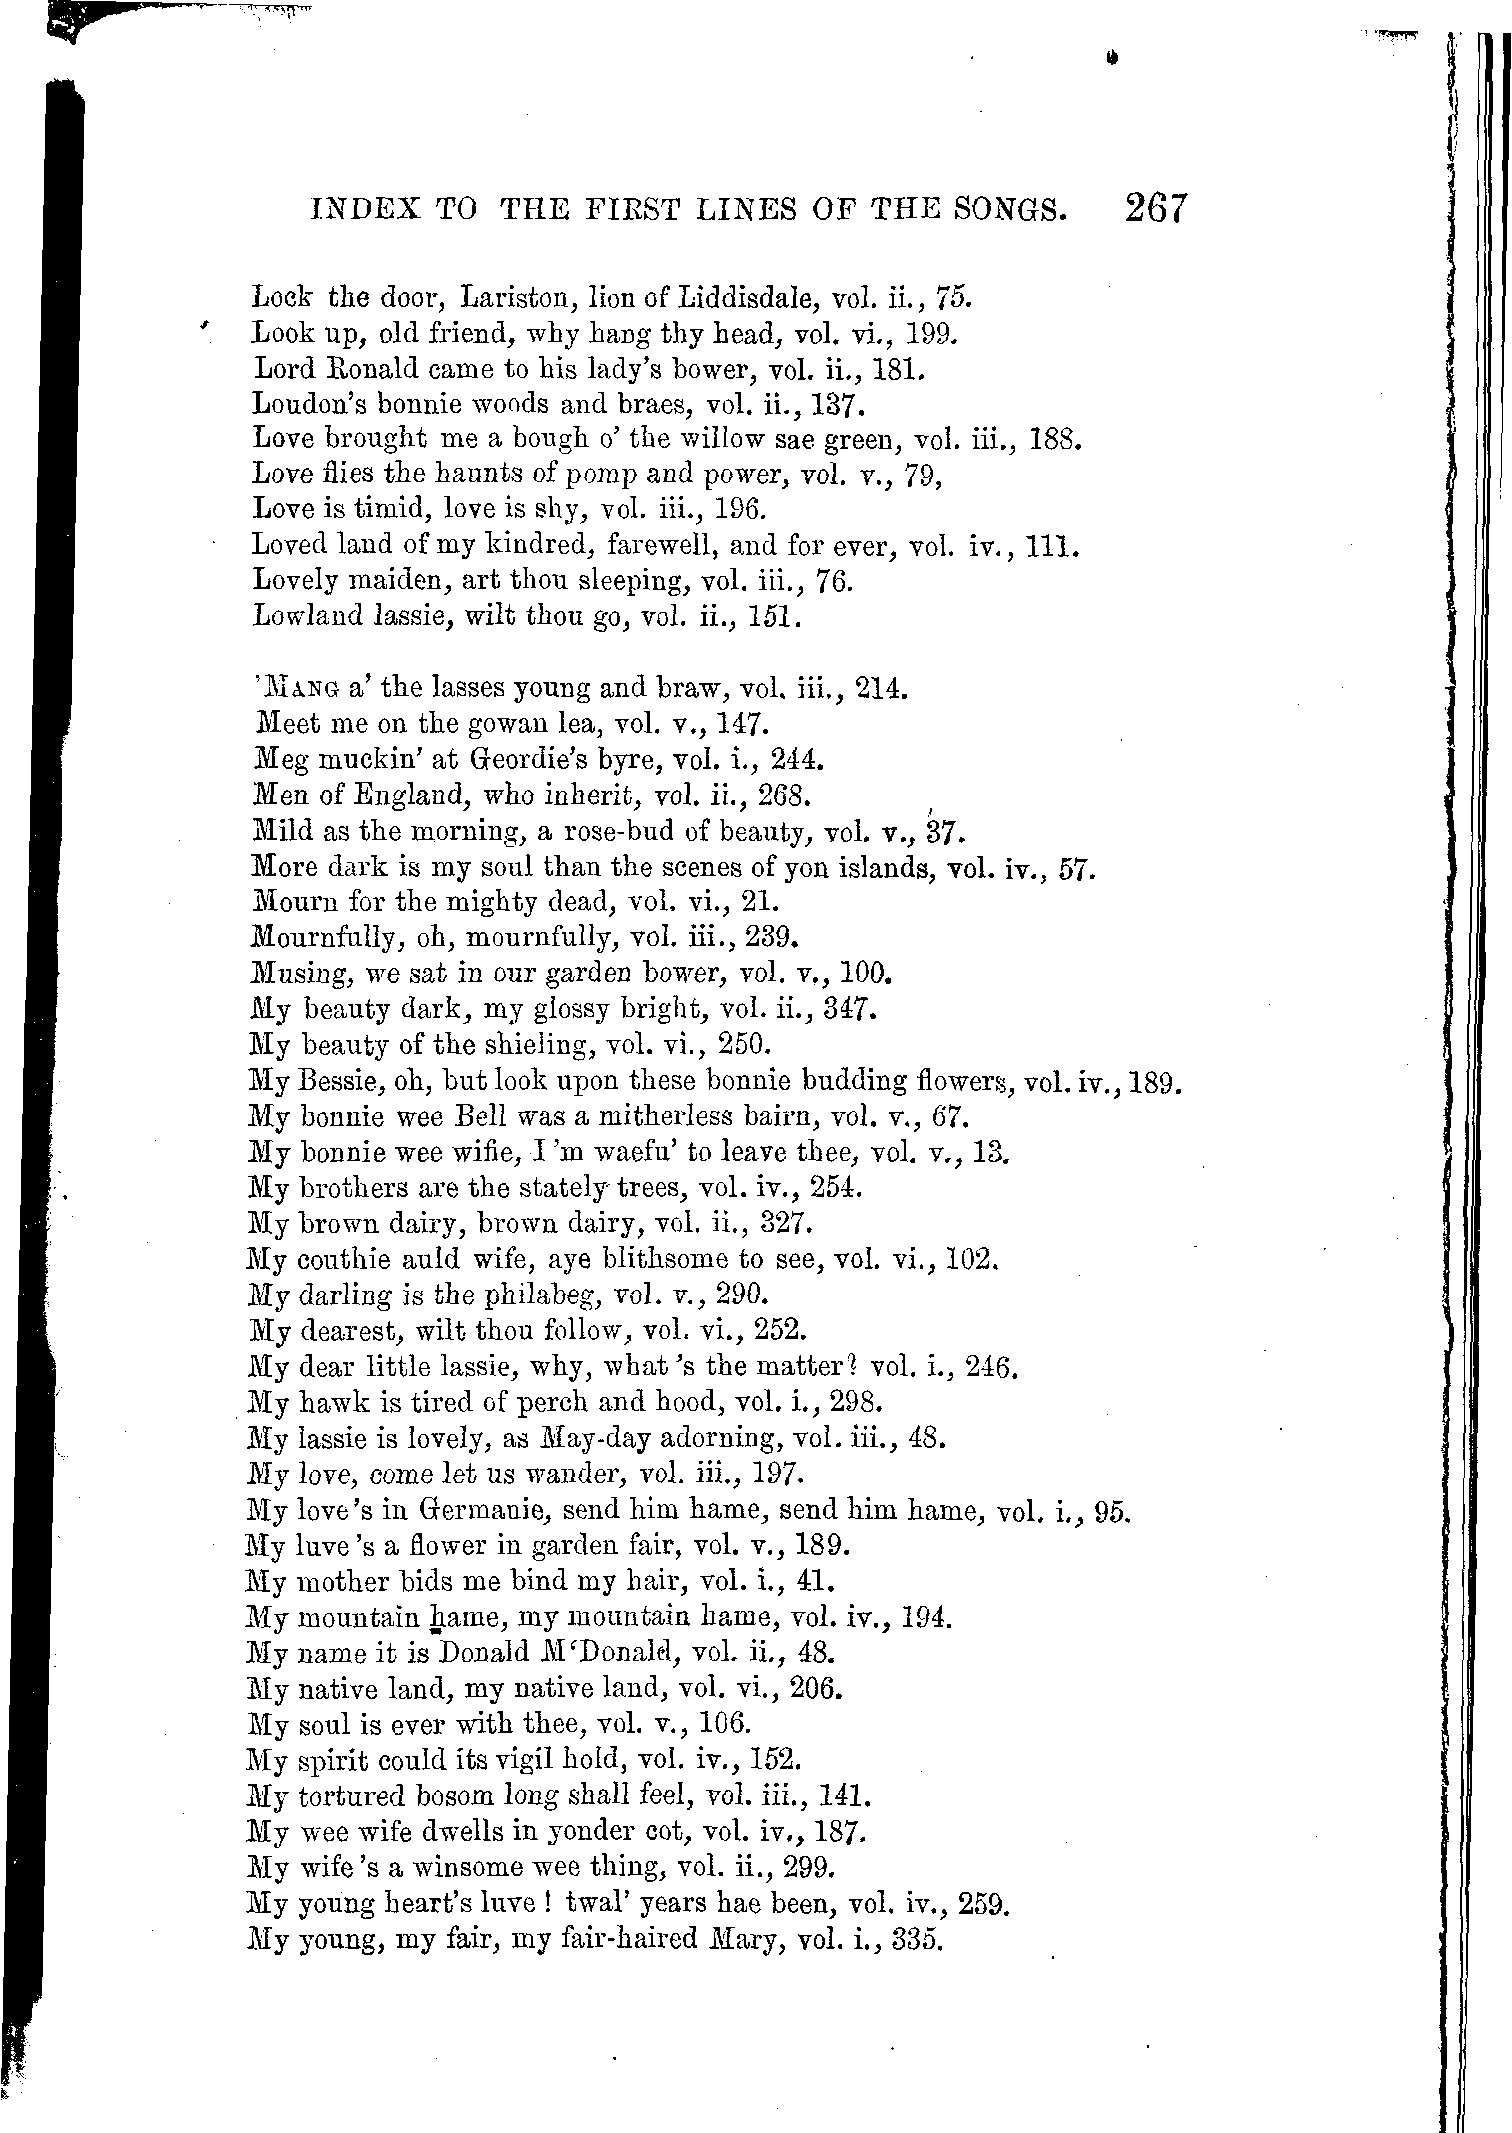 INDEX TO THE FIRST LINES OF THE SONGS. 267
Lock the door, Lariston, lion of Liddisdale, vol. ii., 75.
Look up, old friend, why hang thy head, vol. vi., 199.
Lord Ronald came to his lady's bower, vol. ii., 181.
Loudon's bonnie woods and braes, vol. ii., 137.
Love brought me a bough o' the willow sae green, vol. iii., 188.
Love flies the haunts of pomp and power, vol. v., 79,
Love is timid, love is shy, vol. iii., 196.
Loved land of my kindred, farewell, and for ever, vol. iv., 111.
Lovely maiden, art thou sleeping, vol. iii., 76.
Lowland lassie, wilt thou go, vol. ii., 151.
'MANG a' the lasses young and braw, vol. iii., 214.
Meet me on the gowan lea, vol. v., 147.
Meg muckin' at Geordie's byre, vol. i., 244.
Men of England, who inherit, vol. ii., 268.
Mild as the morning, a rose-bud of beauty, vol. v., 37.
More dark is my soul than the scenes of yon islands, vol. iv., 57.
Mourn for the mighty dead, vol. vi., 21.
Mournfully, oh, mournfully, vol. iii., 239.
Musing, we sat in our garden bower, vol. v., 100.
My beauty dark, my glossy bright, vol. ii., 347.
My beauty of the shieling, vol. vi., 250.
My Bessie, oh, but look upon these bonnie budding flowers, vol. iv., 189.
My bonnie wee Bell was a mitherless bairn, vol. v., 67.
My bonnie wee wifie, I 'm waefu' to leave thee, vol. v., 13.
My brothers are the stately trees, vol. iv., 254.
My brown dairy, brown dairy, vol. ii., 327.
My couthie auld wife, aye blithsome to see, vol. vi., 102.
My darling is the philabeg, vol. v., 290.
My dearest, wilt thou follow, vol. vi., 252.
My dear little lassie, why, what 's the matter? vol. i., 246.
My hawk is tired of perch and hood, vol. i., 298.
My lassie is lovely, as May-day adorning, vol. iii., 48.
My love, come let us wander, vol. iii., 197.
My love 's in Germanie, send him hame, send him hame, vol. i., 95.
My luve 's a flower in garden fair, vol. v., 189.
My mother bids me bind my hair, vol. i., 41.
My mountain hame, my mountain hame, vol. iv., 194.
My name it is Donald M'Donald, vol. ii., 48.
My native land, my native land, vol. vi., 206.
My soul is ever with thee, vol. v., 106.
My spirit could its vigil hold, vol. iv., 152.
My tortured bosom long shall feel, vol. iii., 141.
My wee wife dwells in yonder cot, vol. iv., 187.
My wife 's a winsome wee thing, vol. ii., 299.
My young heart's luve ! twal' years hae been, vol. iv., 259.
My young, my fair, my fair-haired Mary, vol. i., 335.